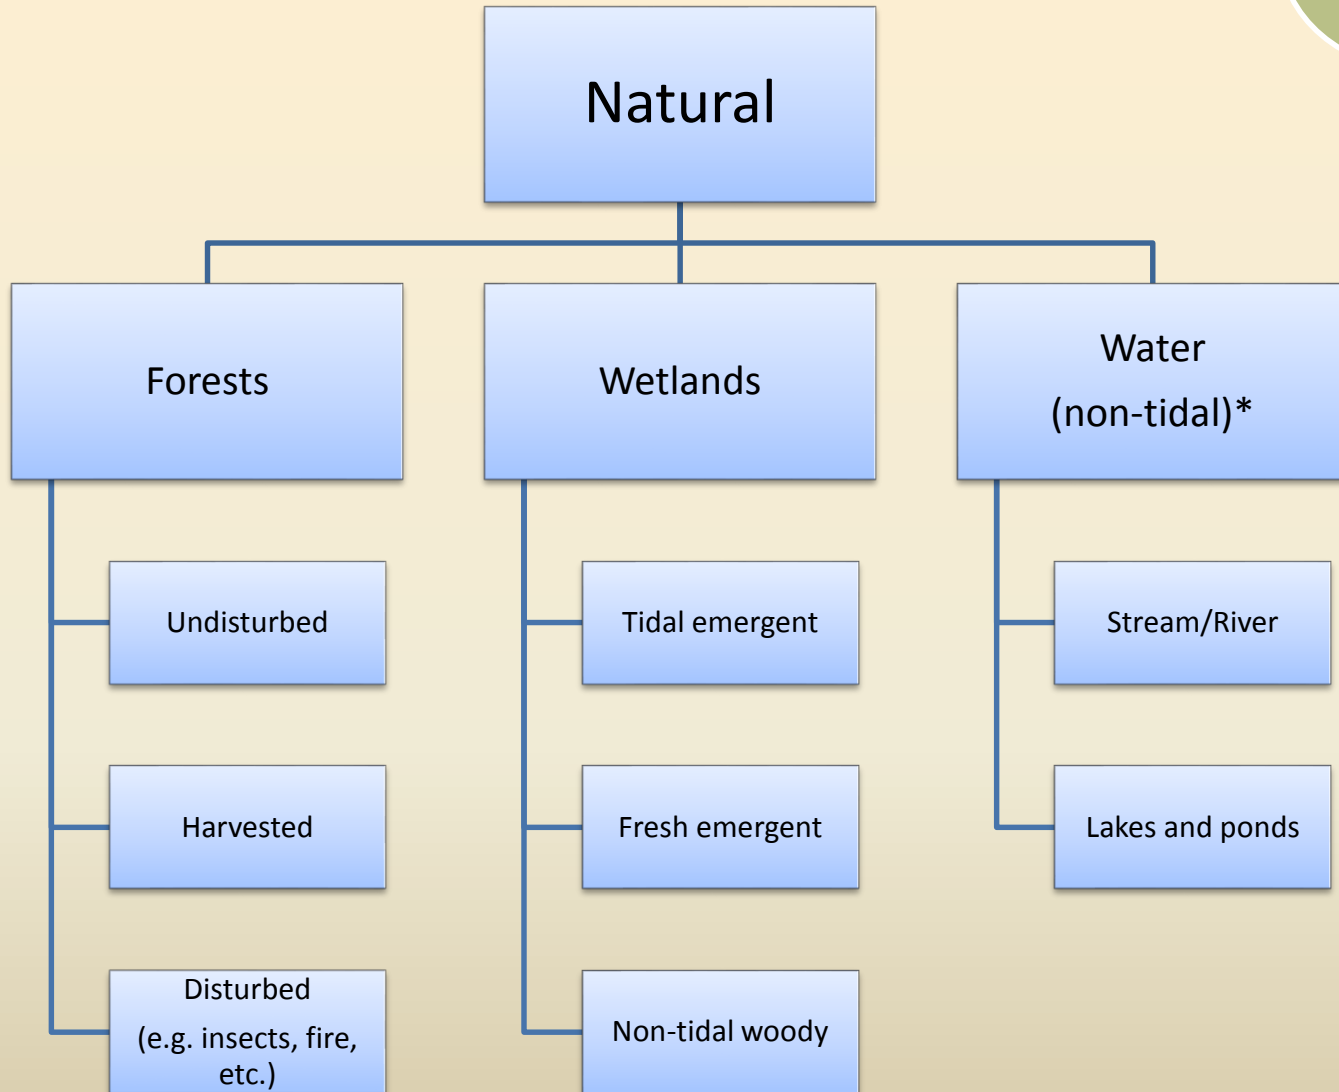 Natural
Forests
Wetlands
Water
(non-tidal)*
Undisturbed
Tidal emergent
Stream/River
Harvested
Fresh emergent
Lakes and ponds
Disturbed
(e.g. insects, fire,
etc.)
Non-tidal woody